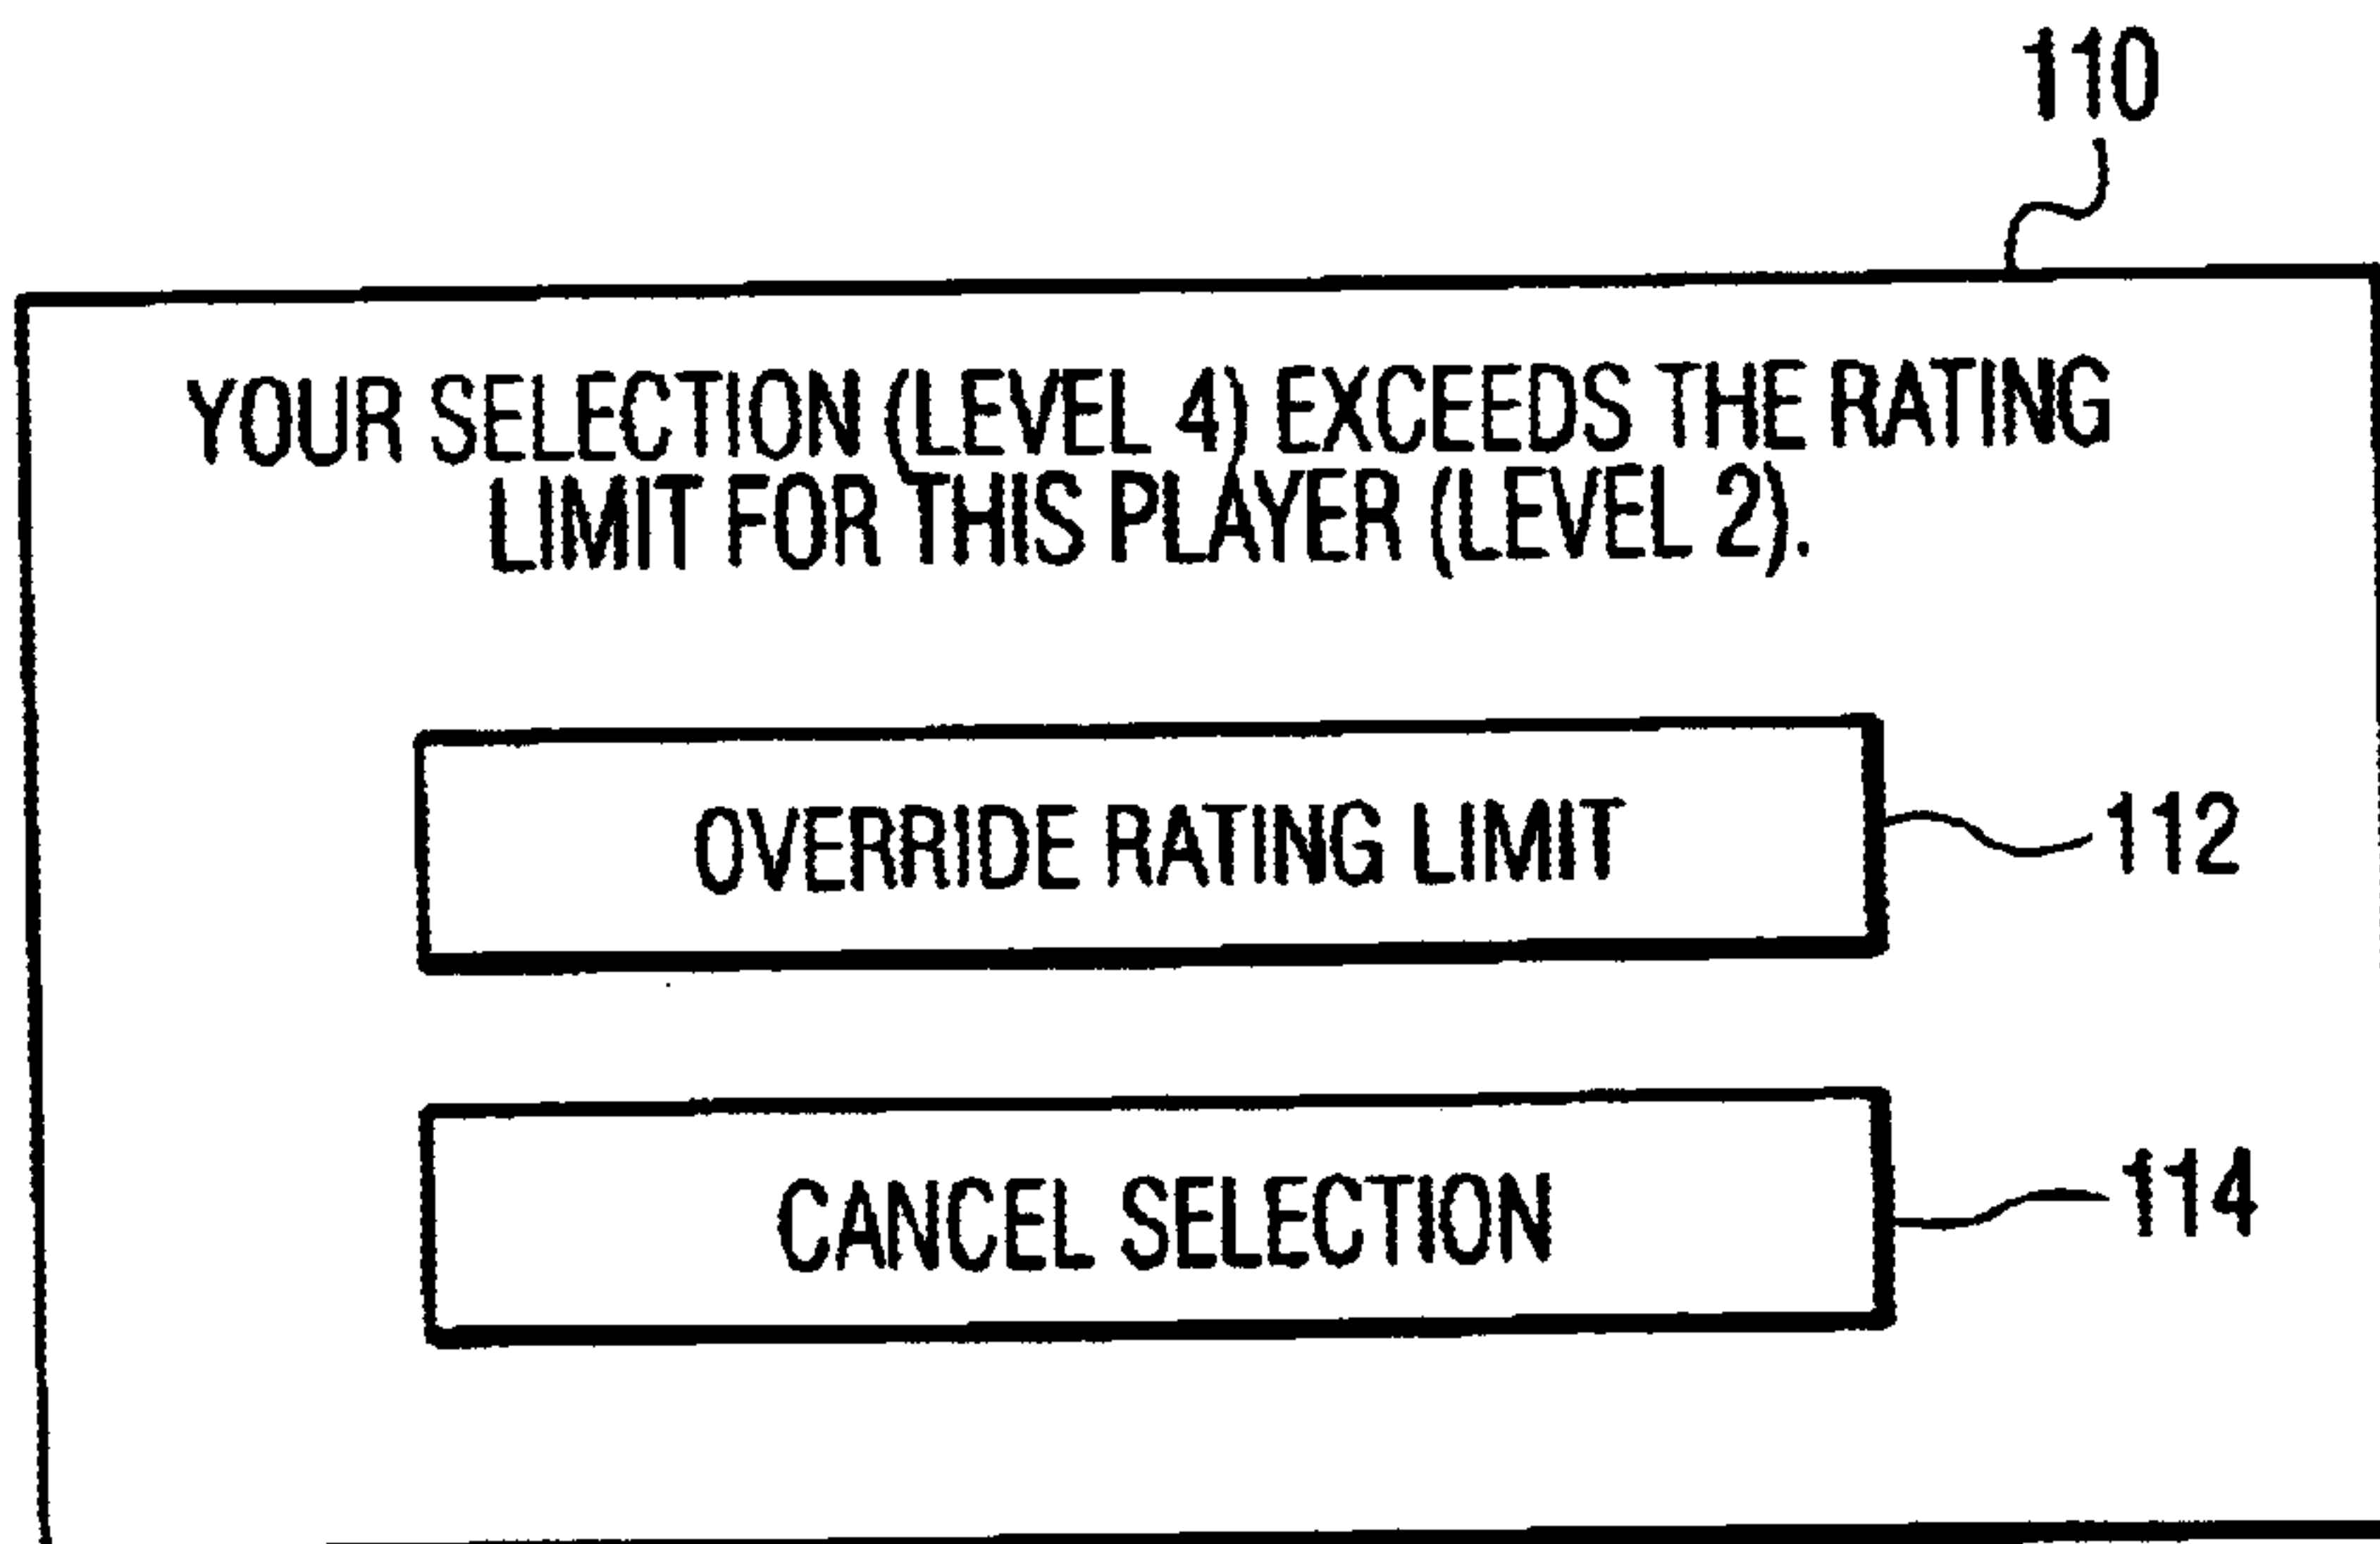 110
YOUR SELECTION (LEVEL 4) EXCEEDS THE RATING
LIMIT FOR THIS PLAYER (LEVEL 2).
OVERRIDE RATING LIMIT
112
CANCEL SELECTION
114